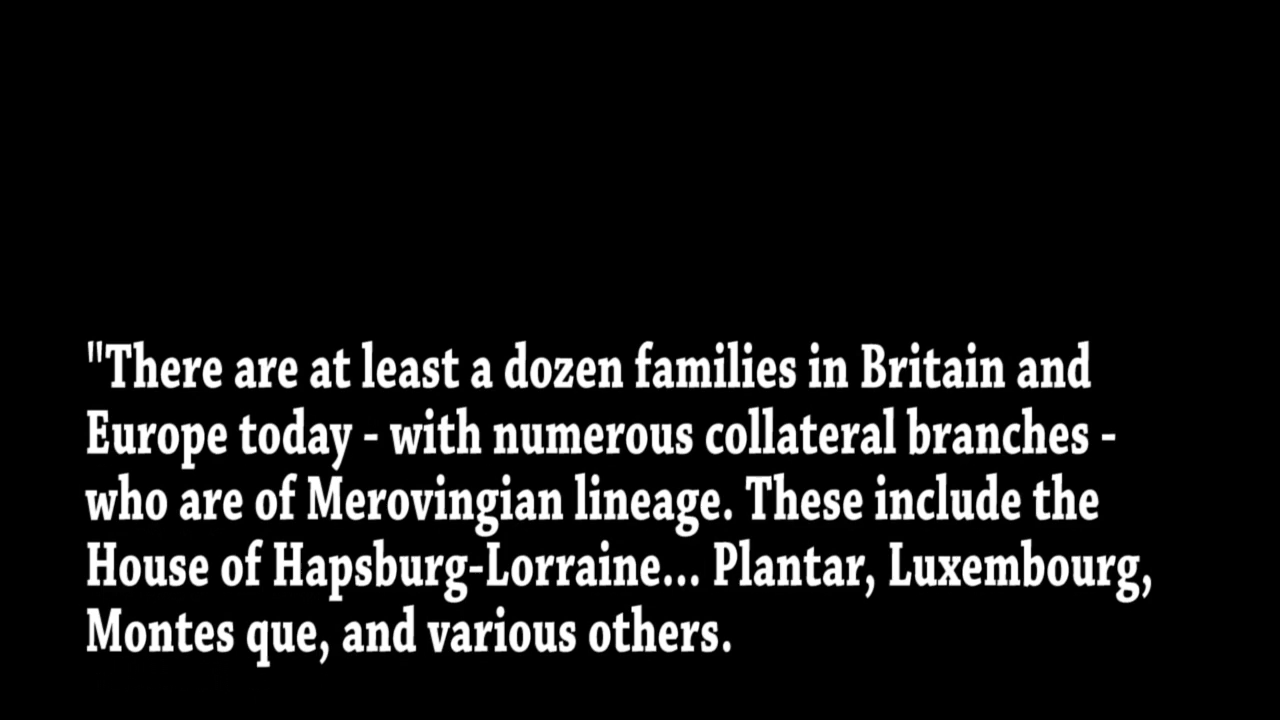 "There are at least a dozen families in Britain and
Europe today - with numerous collateral branches -
who are of Merovingian lineage. These include the
House of Hapsburg-Lorraine... Plantar, Luxembourg,
Montes que, and various others.